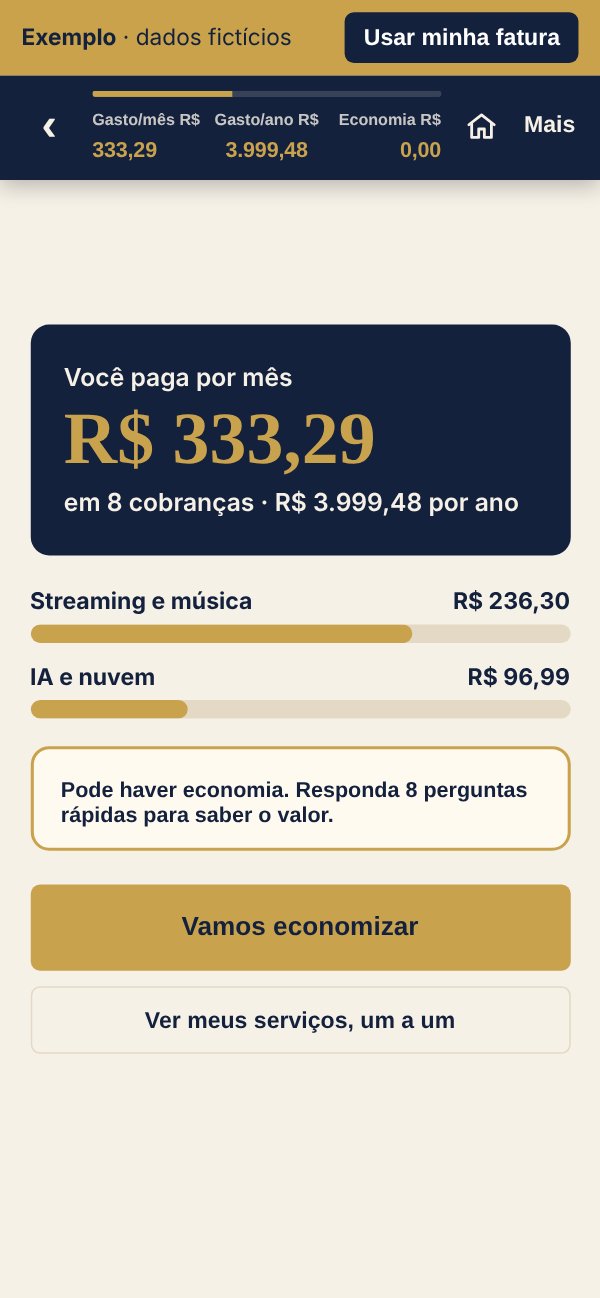 Exemplo · dados fictícios
Usar minha fatura
‹
Gasto/mês R$ Gasto/ano R$ Economia R$
333,29 3.999,48 0,00
Mais
Você paga por mês
R$ 333,29
em 8 cobranças · R$ 3.999,48 por ano
Streaming e música R$ 236,30
IA e nuvem R$ 96,99
Pode haver economia. Responda 8 perguntas
rápidas para saber o valor.
Vamos economizar
Ver meus serviços, um a um